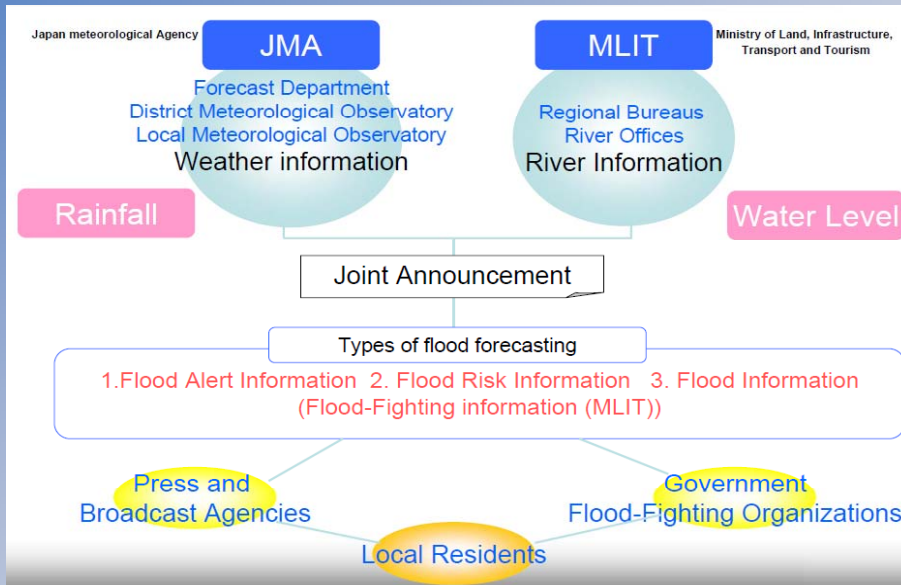 Japan meteorological Agency
JMA
MLIT
Ministry of Land, Infrastructure,
Transport and Tourism
Forecast Department
District Meteorological Observatory
Local Meteorological Observatory
Weather information
Regional Bureaus
River Offices
River Information
Rainfall
Water Level
Joint Announcement
Types of flood forecasting
1.Flood Alert Information 2. Flood Risk Information 3. Flood Information
(Flood-Fighting information (MLIT))
Press and
Broadcast Agencies
Government
Flood-Fighting Organizations
Local Residents